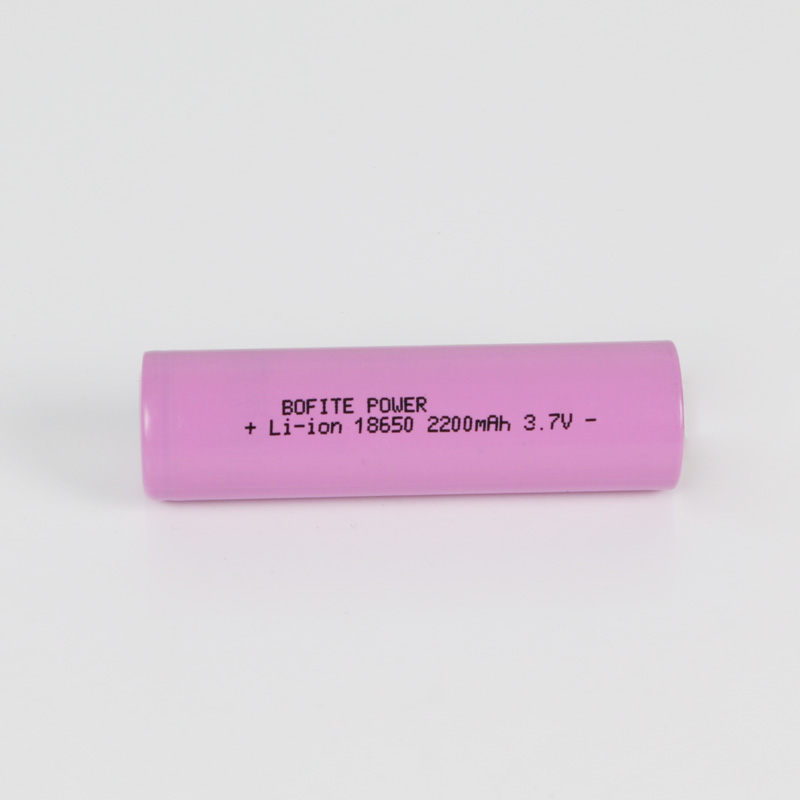 BOFITE POWER
+ Li-ion 18650 2200mAh 3.7V -